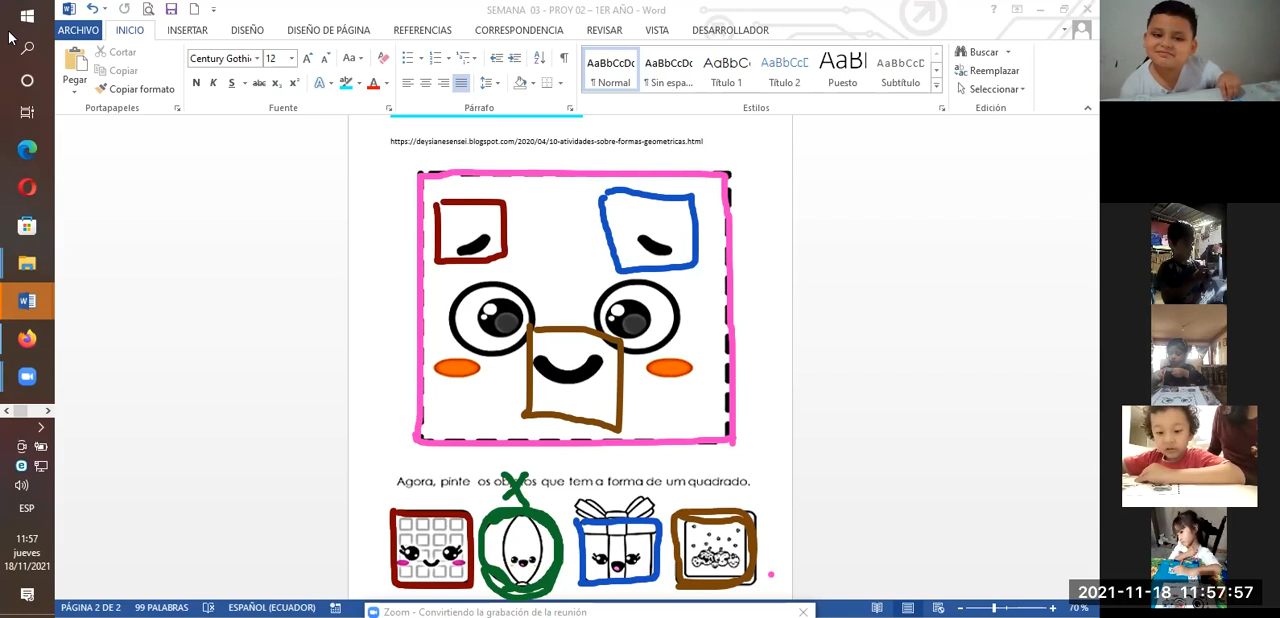 SEMANA 03 - PROY 02 - 1ER AÑO - Word
ARCHIVO INICIO INSERTAR DISEÑO DISEÑO DE PÁGINA REFERENCIAS CORRESPONDENCIA REVISAR VISTA DESARROLLADOR
Pegar
Cortar
Copiar
Copiar formato
Portapapeles
Century Gothi 12
N K S abc x₂ x²
Fuente
Párrafo
AaBbCcDc AaBbCcDc AaBbC AaBbCcD AaBl AaBbCcD
¶ Normal ¶ Sin espa... Título 1 Título 2 Puesto Subtítulo
Estilos
Buscar
Reemplazar
Seleccionar
Edición
https://deysianesensei.blogspot.com/2020/04/10-atividades-sobre-formas-geometricas.html
Agora, pinte os objetos que tem a forma de um quadrado.
ESP
11:57
jueves
18/11/2021
PÁGINA 2 DE 2 99 PALABRAS ESPAÑOL (ECUADOR) 70 %
Zoom - Convirtiendo la grabación de la reunión
2021-11-18 11:57:57